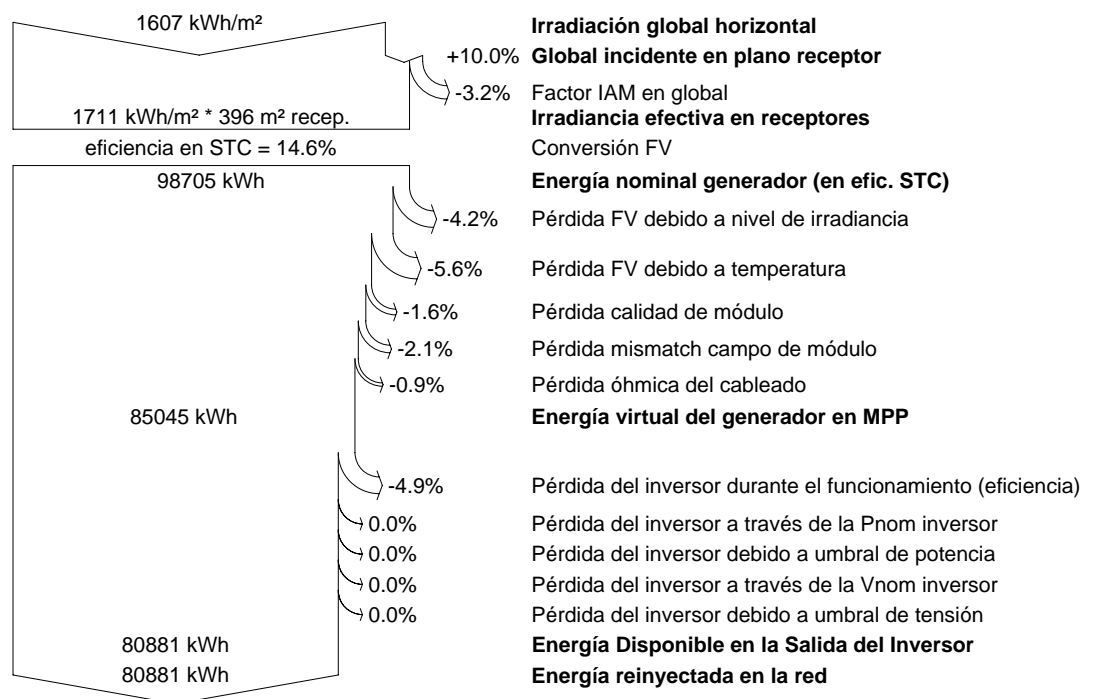 1607 kWh/m² Irradiación global horizontal
+10.0% Global incidente en plano receptor
-3.2% Factor IAM en global
1711 kWh/m² * 396 m² recep. Irradiancia efectiva en receptores
eficiencia en STC = 14.6% Conversión FV
98705 kWh Energía nominal generador (en efic. STC)
-4.2% Pérdida FV debido a nivel de irradiancia
-5.6% Pérdida FV debido a temperatura
-1.6% Pérdida calidad de módulo
-2.1% Pérdida mismatch campo de módulo
-0.9% Pérdida óhmica del cableado
85045 kWh Energía virtual del generador en MPP
-4.9% Pérdida del inversor durante el funcionamiento (eficiencia)
0.0% Pérdida del inversor a través de la Pnom inversor
0.0% Pérdida del inversor debido a umbral de potencia
0.0% Pérdida del inversor a través de la Vnom inversor
0.0% Pérdida del inversor debido a umbral de tensión
80881 kWh Energía Disponible en la Salida del Inversor
80881 kWh Energía reinyectada en la red